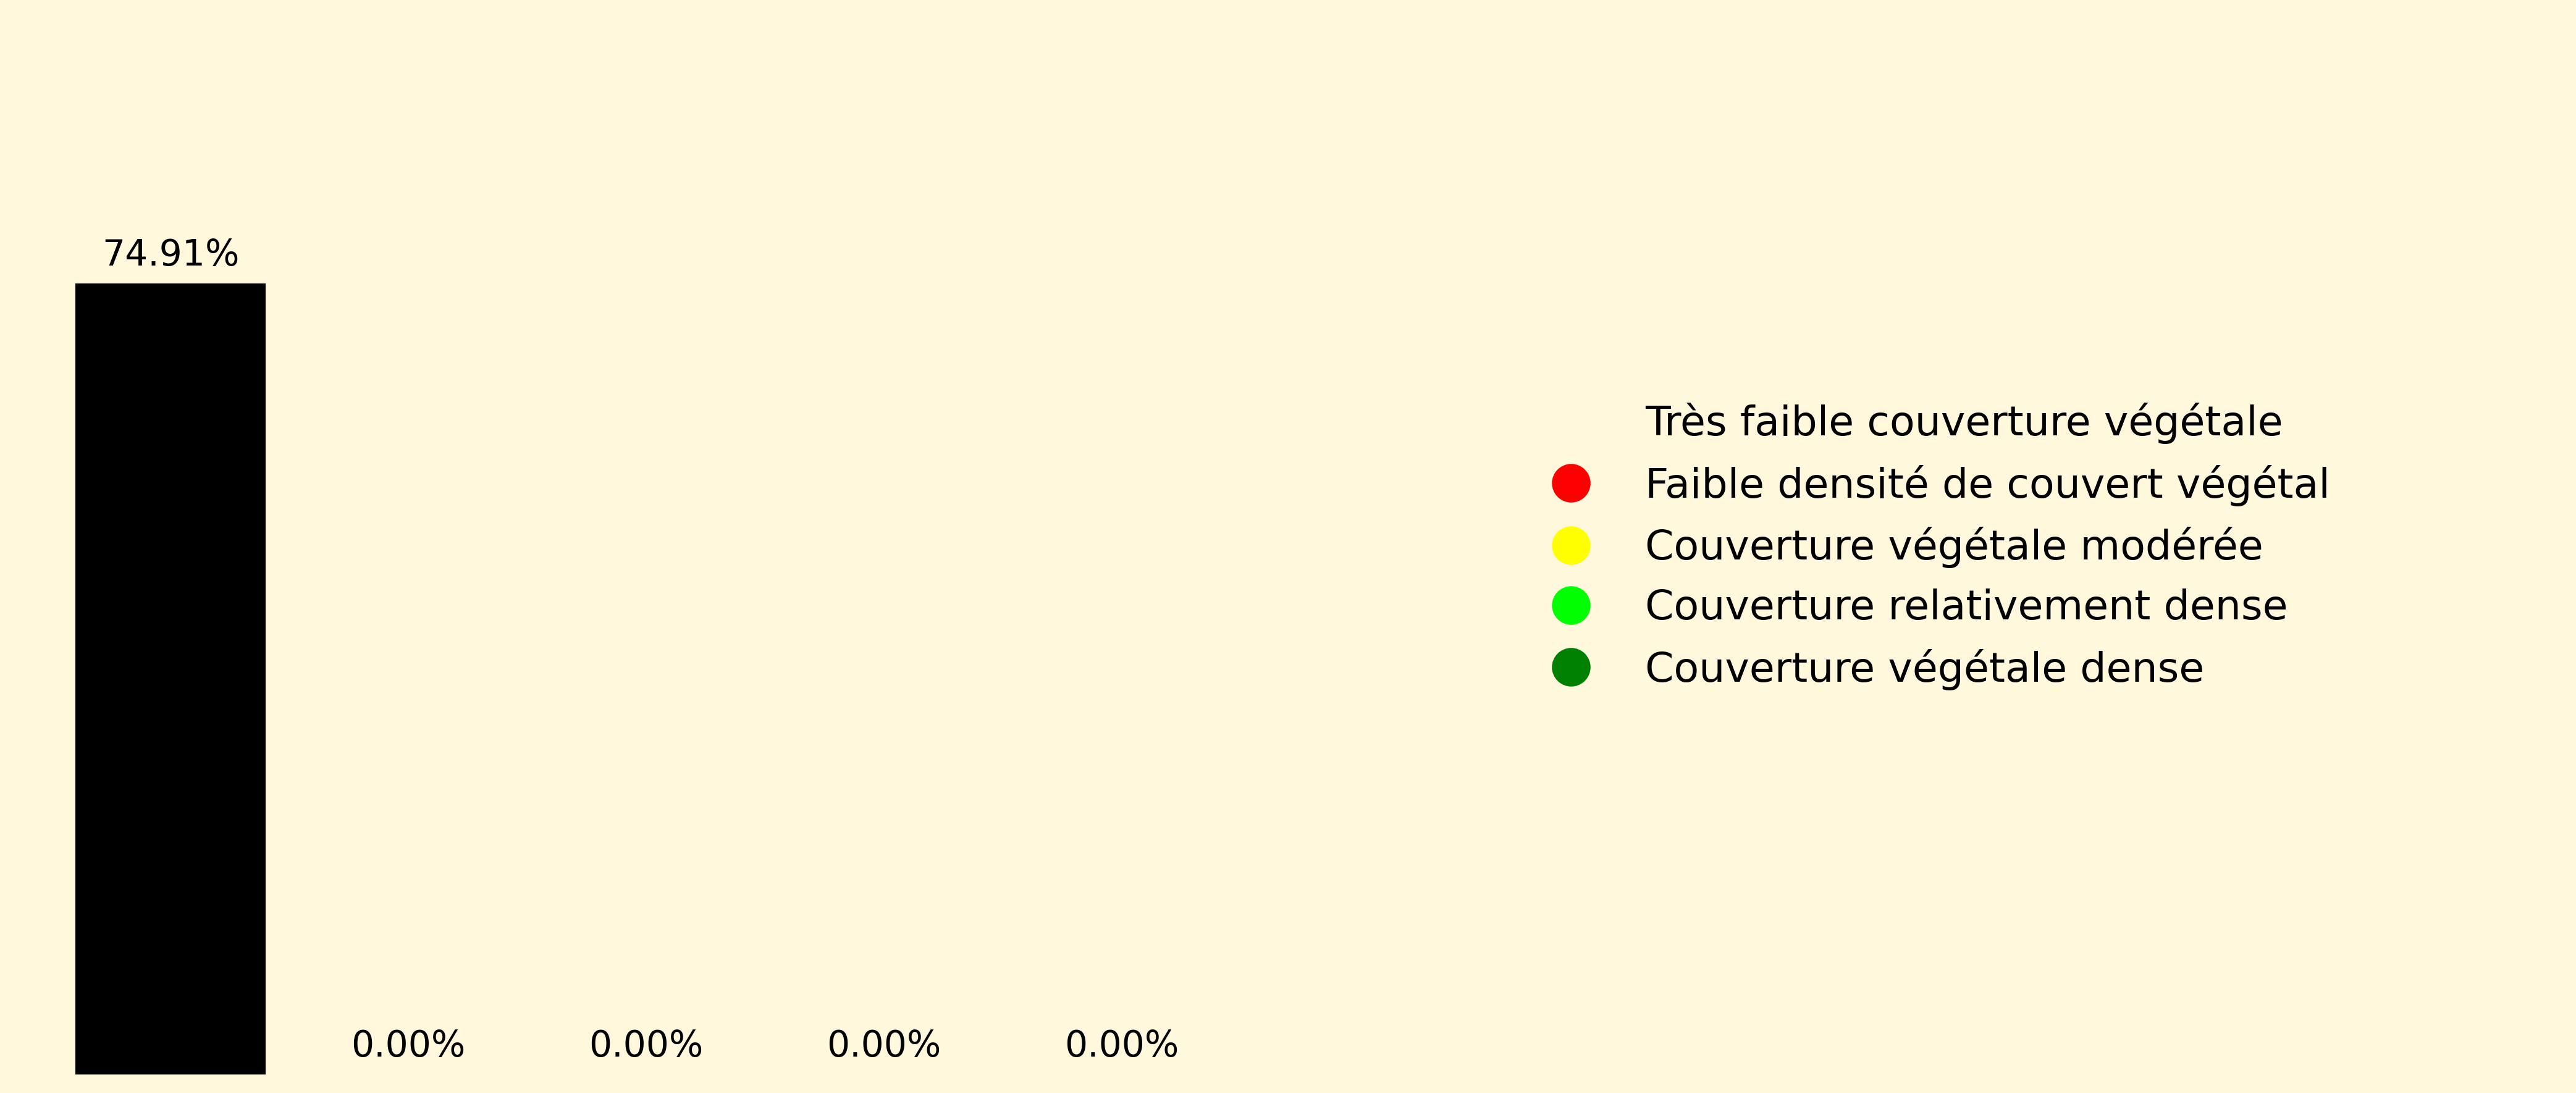 74.91%
0.00%
0.00%
0.00%
0.00%
Très faible couverture végétale
Faible densité de couvert végétal
Couverture végétale modérée
Couverture relativement dense
Couverture végétale dense